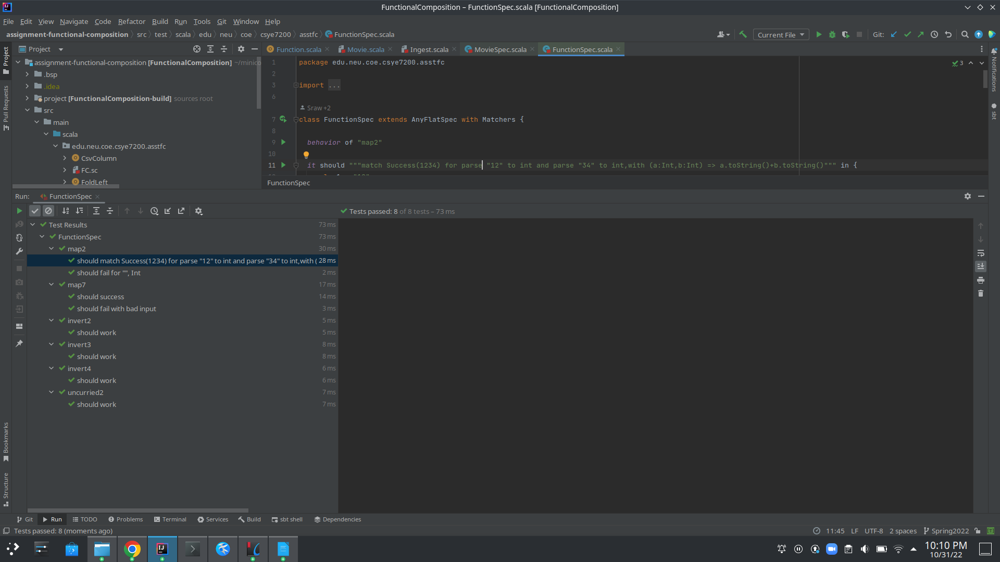 FunctionalComposition – FunctionSpec.scala [FunctionalComposition]
File Edit View Navigate Code Refactor Build Run Tools Git Window Help
assignment-functional-composition src test scala edu neu coe csye7200 asstfc FunctionSpec.scala
Current File
Git:
Project
Function.scala Movie.scala Ingest.scala MovieSpec.scala FunctionSpec.scala
Project
Pull Requests
assignment-functional-composition [FunctionalComposition] ~/minico
.bsp
.idea
project [FunctionalComposition-build] sources root
src
main
scala
edu.neu.coe.csye7200.asstfc
CsvColumn
FC.sc
FoldLeft
1 package edu.neu.coe.csye7200.asstfc
2
3 import ...
6
Sraw +2
7 class FunctionSpec extends AnyFlatSpec with Matchers {
8
9 behavior of "map2"
10
11 it should """match Success(1234) for parse "12" to int and parse "34" to int,with (a:Int,b:Int) => a.toString()+b.toString()""" in {
3
FunctionSpec
Notifications
sbt
Run: FunctionSpec
Tests passed: 8 of 8 tests – 73 ms
Test Results 73 ms
FunctionSpec 73 ms
map2 30 ms
should match Success(1234) for parse "12" to int and parse "34" to int,with ( 28 ms
should fail for "", Int 2 ms
map7 17 ms
should success 14 ms
should fail with bad input 3 ms
invert2 5 ms
should work 5 ms
invert3 8 ms
should work 8 ms
invert4 6 ms
should work 6 ms
uncurried2 7 ms
should work 7 ms
Bookmarks
Structure
Git Run TODO Problems Terminal Services Build sbt shell Dependencies
Tests passed: 8 (moments ago)
11:45 LF UTF-8 2 spaces Spring2022
10:10 PM
10/31/22